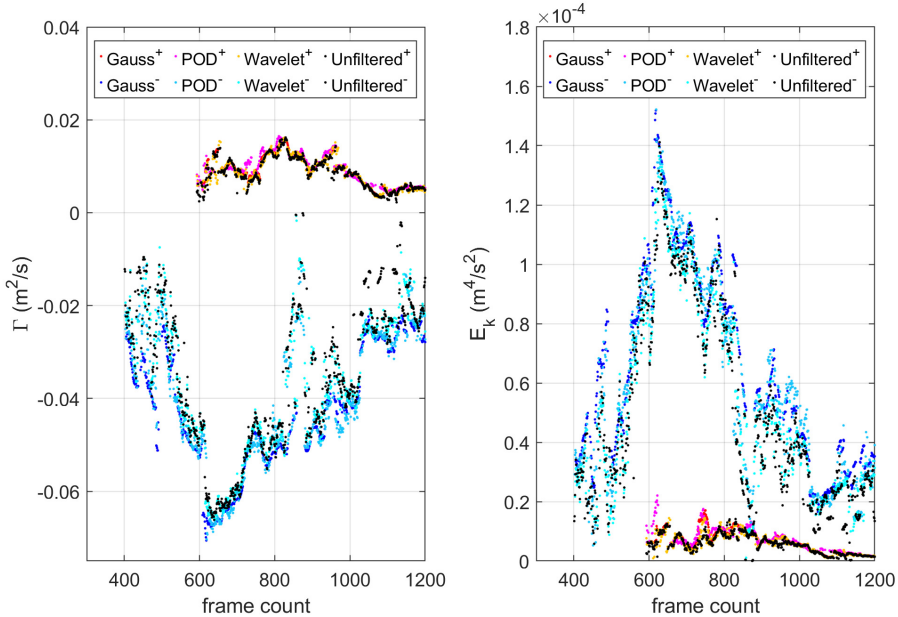 ×10⁻⁴
0.04
0.02
0
-0.02
-0.04
-0.06
Γ (m²/s)
Gauss⁺ POD⁺ Wavelet⁺ Unfiltered⁺
Gauss⁻ POD⁻ Wavelet⁻ Unfiltered⁻
400 600 800 1000 1200
frame count
1.8
1.6
1.4
1.2
1
0.8
0.6
0.4
0.2
0
E_k (m⁴/s²)
Gauss⁺ POD⁺ Wavelet⁺ Unfiltered⁺
Gauss⁻ POD⁻ Wavelet⁻ Unfiltered⁻
400 600 800 1000 1200
frame count